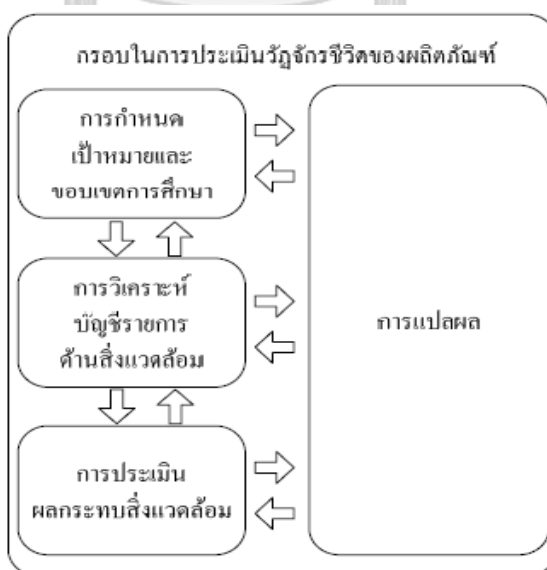 กรอบในการประเมินวัฏจักรชีวิตของผลิตภัณฑ์
การกำหนด
เป้าหมายและ
ขอบเขตการศึกษา
การวิเคราะห์
บัญชีรายการ
ด้านสิ่งแวดล้อม
การแปลผล
การประเมิน
ผลกระทบสิ่งแวดล้อม